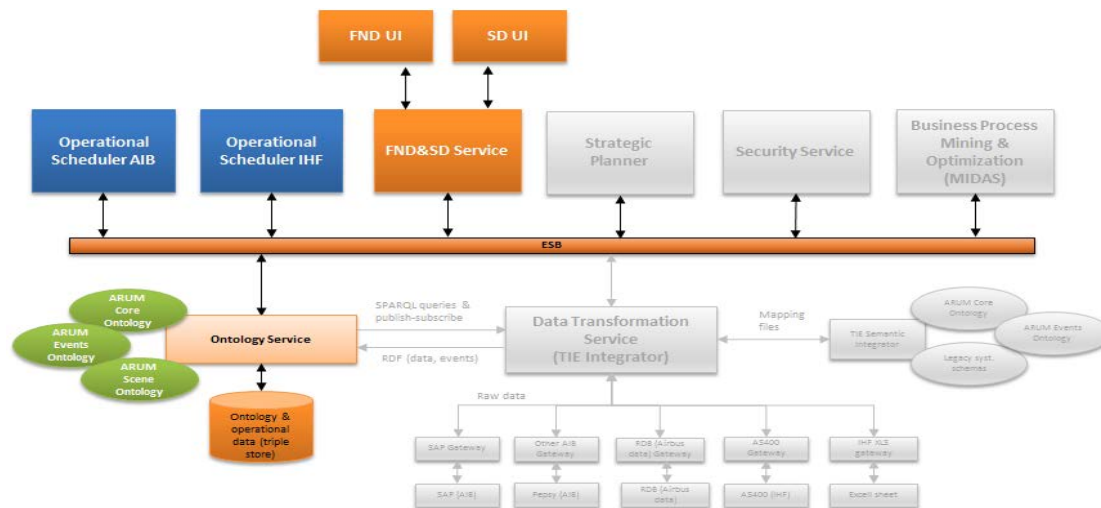 FND UI
SD UI
Operational
Scheduler AIB
Operational
Scheduler IHF
FND&SD Service
Strategic
Planner
Security Service
Business Process
Mining &
Optimization
(MIDAS)
ESB
ARUM
Core
Ontology
ARUM
Events
Ontology
ARUM
Scene
Ontology
Ontology Service
SPARQL queries &
publish-subscribe
RDF (data, events)
Data Transformation
Service
(TIE Integrator)
Mapping
files
TIE Semantic
Integrator
ARUM Core
Ontology
ARUM Events
Ontology
Legacy syst.
schemes
Ontology &
operational
data (triple
store)
Raw data
SAP Gateway
Other AIB
Gateway
RDB (Airbus
data) Gateway
AS400
Gateway
IHF XLS
gateway
SAP (AIB)
Pepsy (AIB)
RDB (Airbus
data)
AS400 (IHF)
Excell sheet